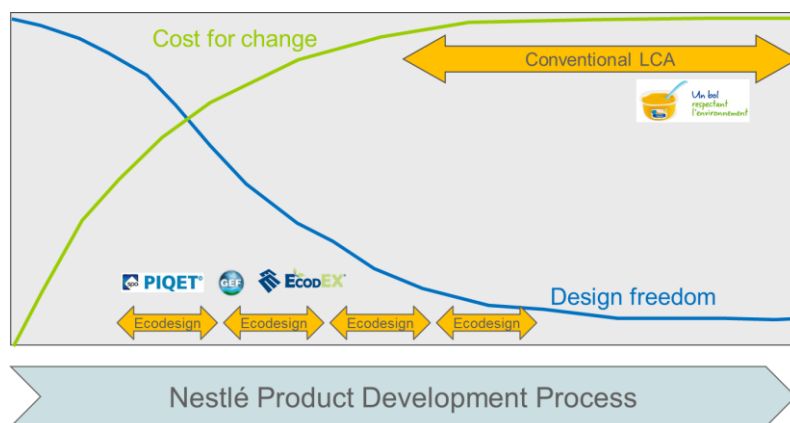 Cost for change
Conventional LCA
Un bol
respectant
l'environnement
spa PIQET®
GEF
ECODEX
Design freedom
Ecodesign
Ecodesign
Ecodesign
Ecodesign
Nestlé Product Development Process